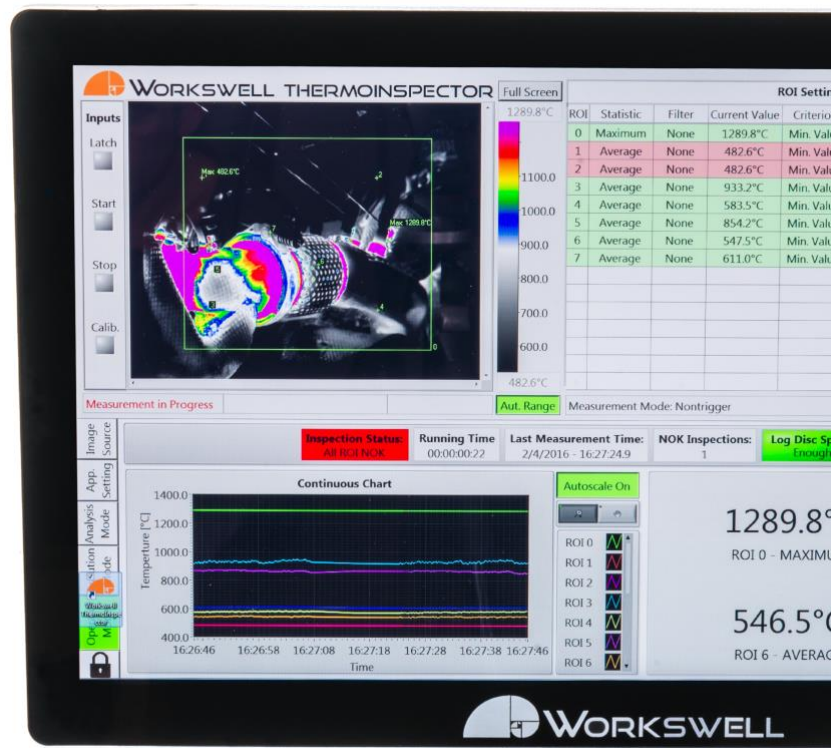 WORKSWELL THERMOINSPECTOR
Full Screen
ROI Settin
Inputs
Latch
Start
Stop
Calib.
Max: 482.6°C
2
Max: 1289.8°C
7
5
3
4
0
1289.8°C
1100.0
1000.0
900.0
800.0
700.0
600.0
482.6°C
ROI Statistic Filter Current Value Criterio
0 Maximum None 1289.8°C Min. Valu
1 Average None 482.6°C Min. Valu
2 Average None 482.6°C Min. Valu
3 Average None 933.2°C Min. Valu
4 Average None 583.5°C Min. Valu
5 Average None 854.2°C Min. Valu
6 Average None 547.5°C Min. Valu
7 Average None 611.0°C Min. Valu
Measurement in Progress
Aut. Range
Measurement Mode: Nontrigger
Image Source
App. Setting
Analysis Mode
Inspection Status:
All ROI NOK
Running Time
00:00:00:22
Last Measurement Time:
2/4/2016 - 16:27:24.9
NOK Inspections:
1
Log Disc Sp
Enough
Continuous Chart
Temperture [°C]
1400.0
1200.0
1000.0
800.0
600.0
400.0
16:26:46 16:26:58 16:27:08 16:27:18 16:27:28 16:27:38 16:27:46
Time
Autoscale On
ROI 0
ROI 1
ROI 2
ROI 3
ROI 4
ROI 5
ROI 6
1289.8°
ROI 0 - MAXIMU
546.5°C
ROI 6 - AVERAG
WORKSWELL